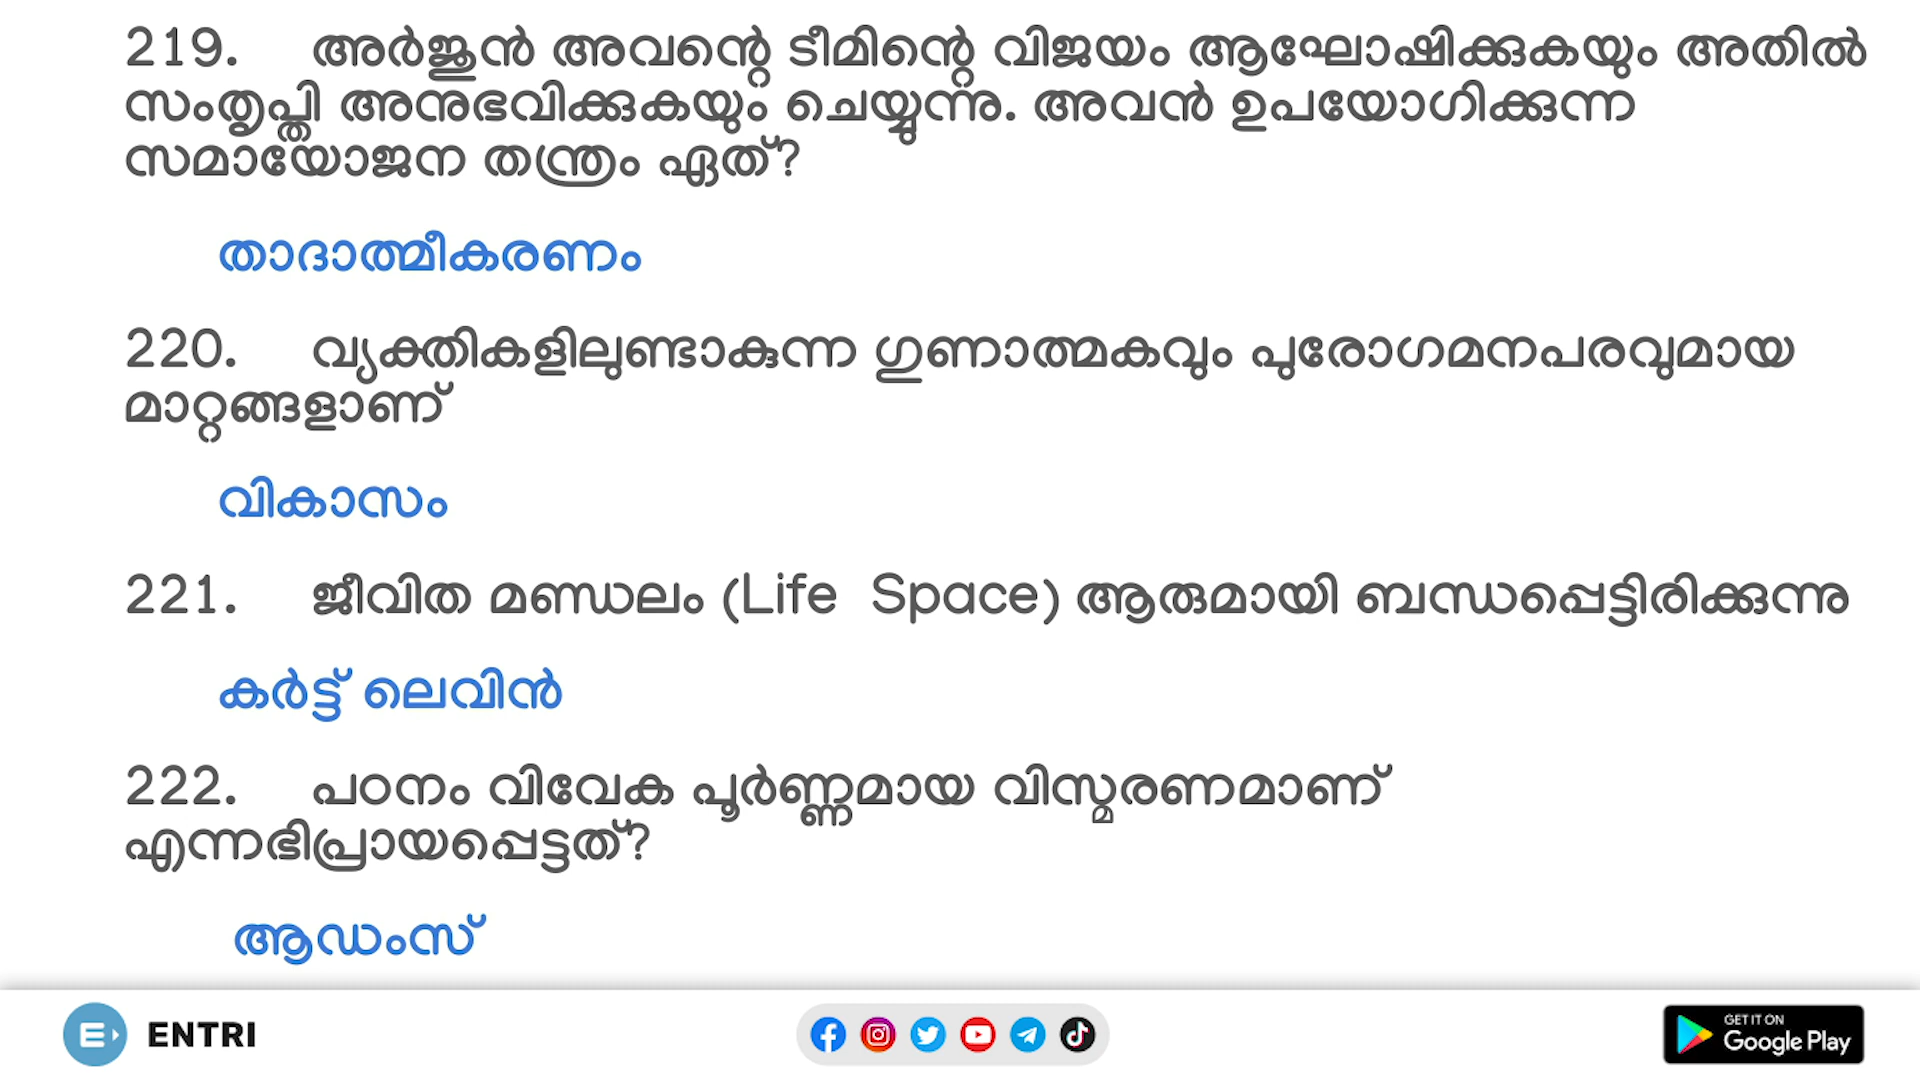 219. അർജുൻ അവന്റെ ടീമിന്റെ വിജയം ആഘോഷിക്കുകയും അതിൽ
സംതൃപ്തി അനുഭവിക്കുകയും ചെയ്യുന്നു. അവൻ ഉപയോഗിക്കുന്ന
സമായോജന തന്ത്രം ഏത്?
താദാത്മീകരണം
220. വ്യക്തികളിലുണ്ടാകുന്ന ഗുണാത്മകവും പുരോഗമനപരവുമായ
മാറ്റങ്ങളാണ്
വികാസം
221. ജീവിത മണ്ഡലം (Life Space) ആരുമായി ബന്ധപ്പെട്ടിരിക്കുന്നു
കർട്ട് ലെവിൻ
222. പഠനം വിവേക പൂർണ്ണമായ വിസ്മരണമാണ്
എന്നഭിപ്രായപ്പെട്ടത്?
ആഡംസ്
E ENTRI
GET IT ON
Google Play